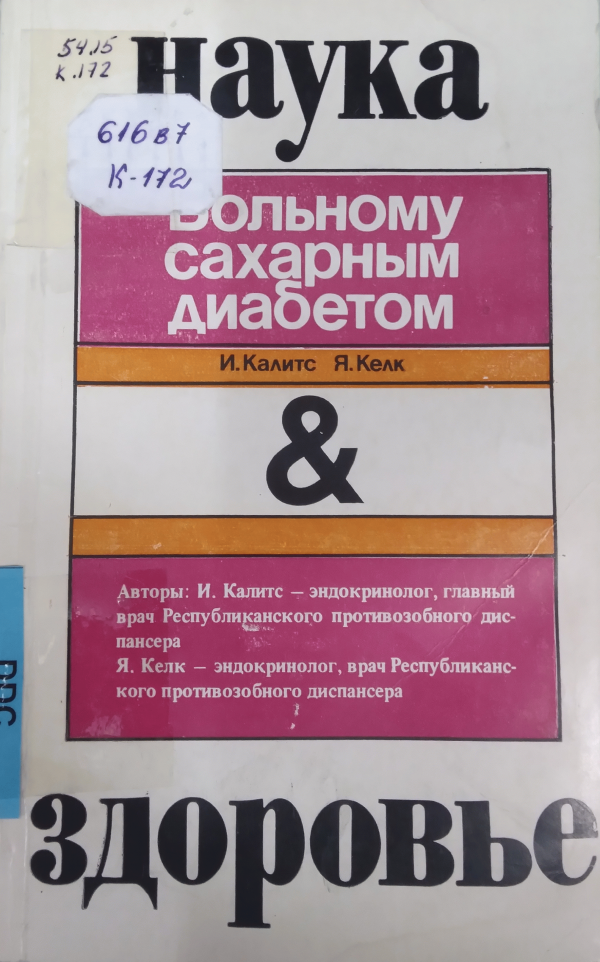 54.15
К.172
наука
616в7
К-172
Больному
сахарным
диабетом
И. Калитс Я. Келк
&
Авторы: И. Калитс – эндокринолог, главный
врач Республиканского противозобного дис-
пансера
Я. Келк – эндокринолог, врач Республиканс-
кого противозобного диспансера
здоровье